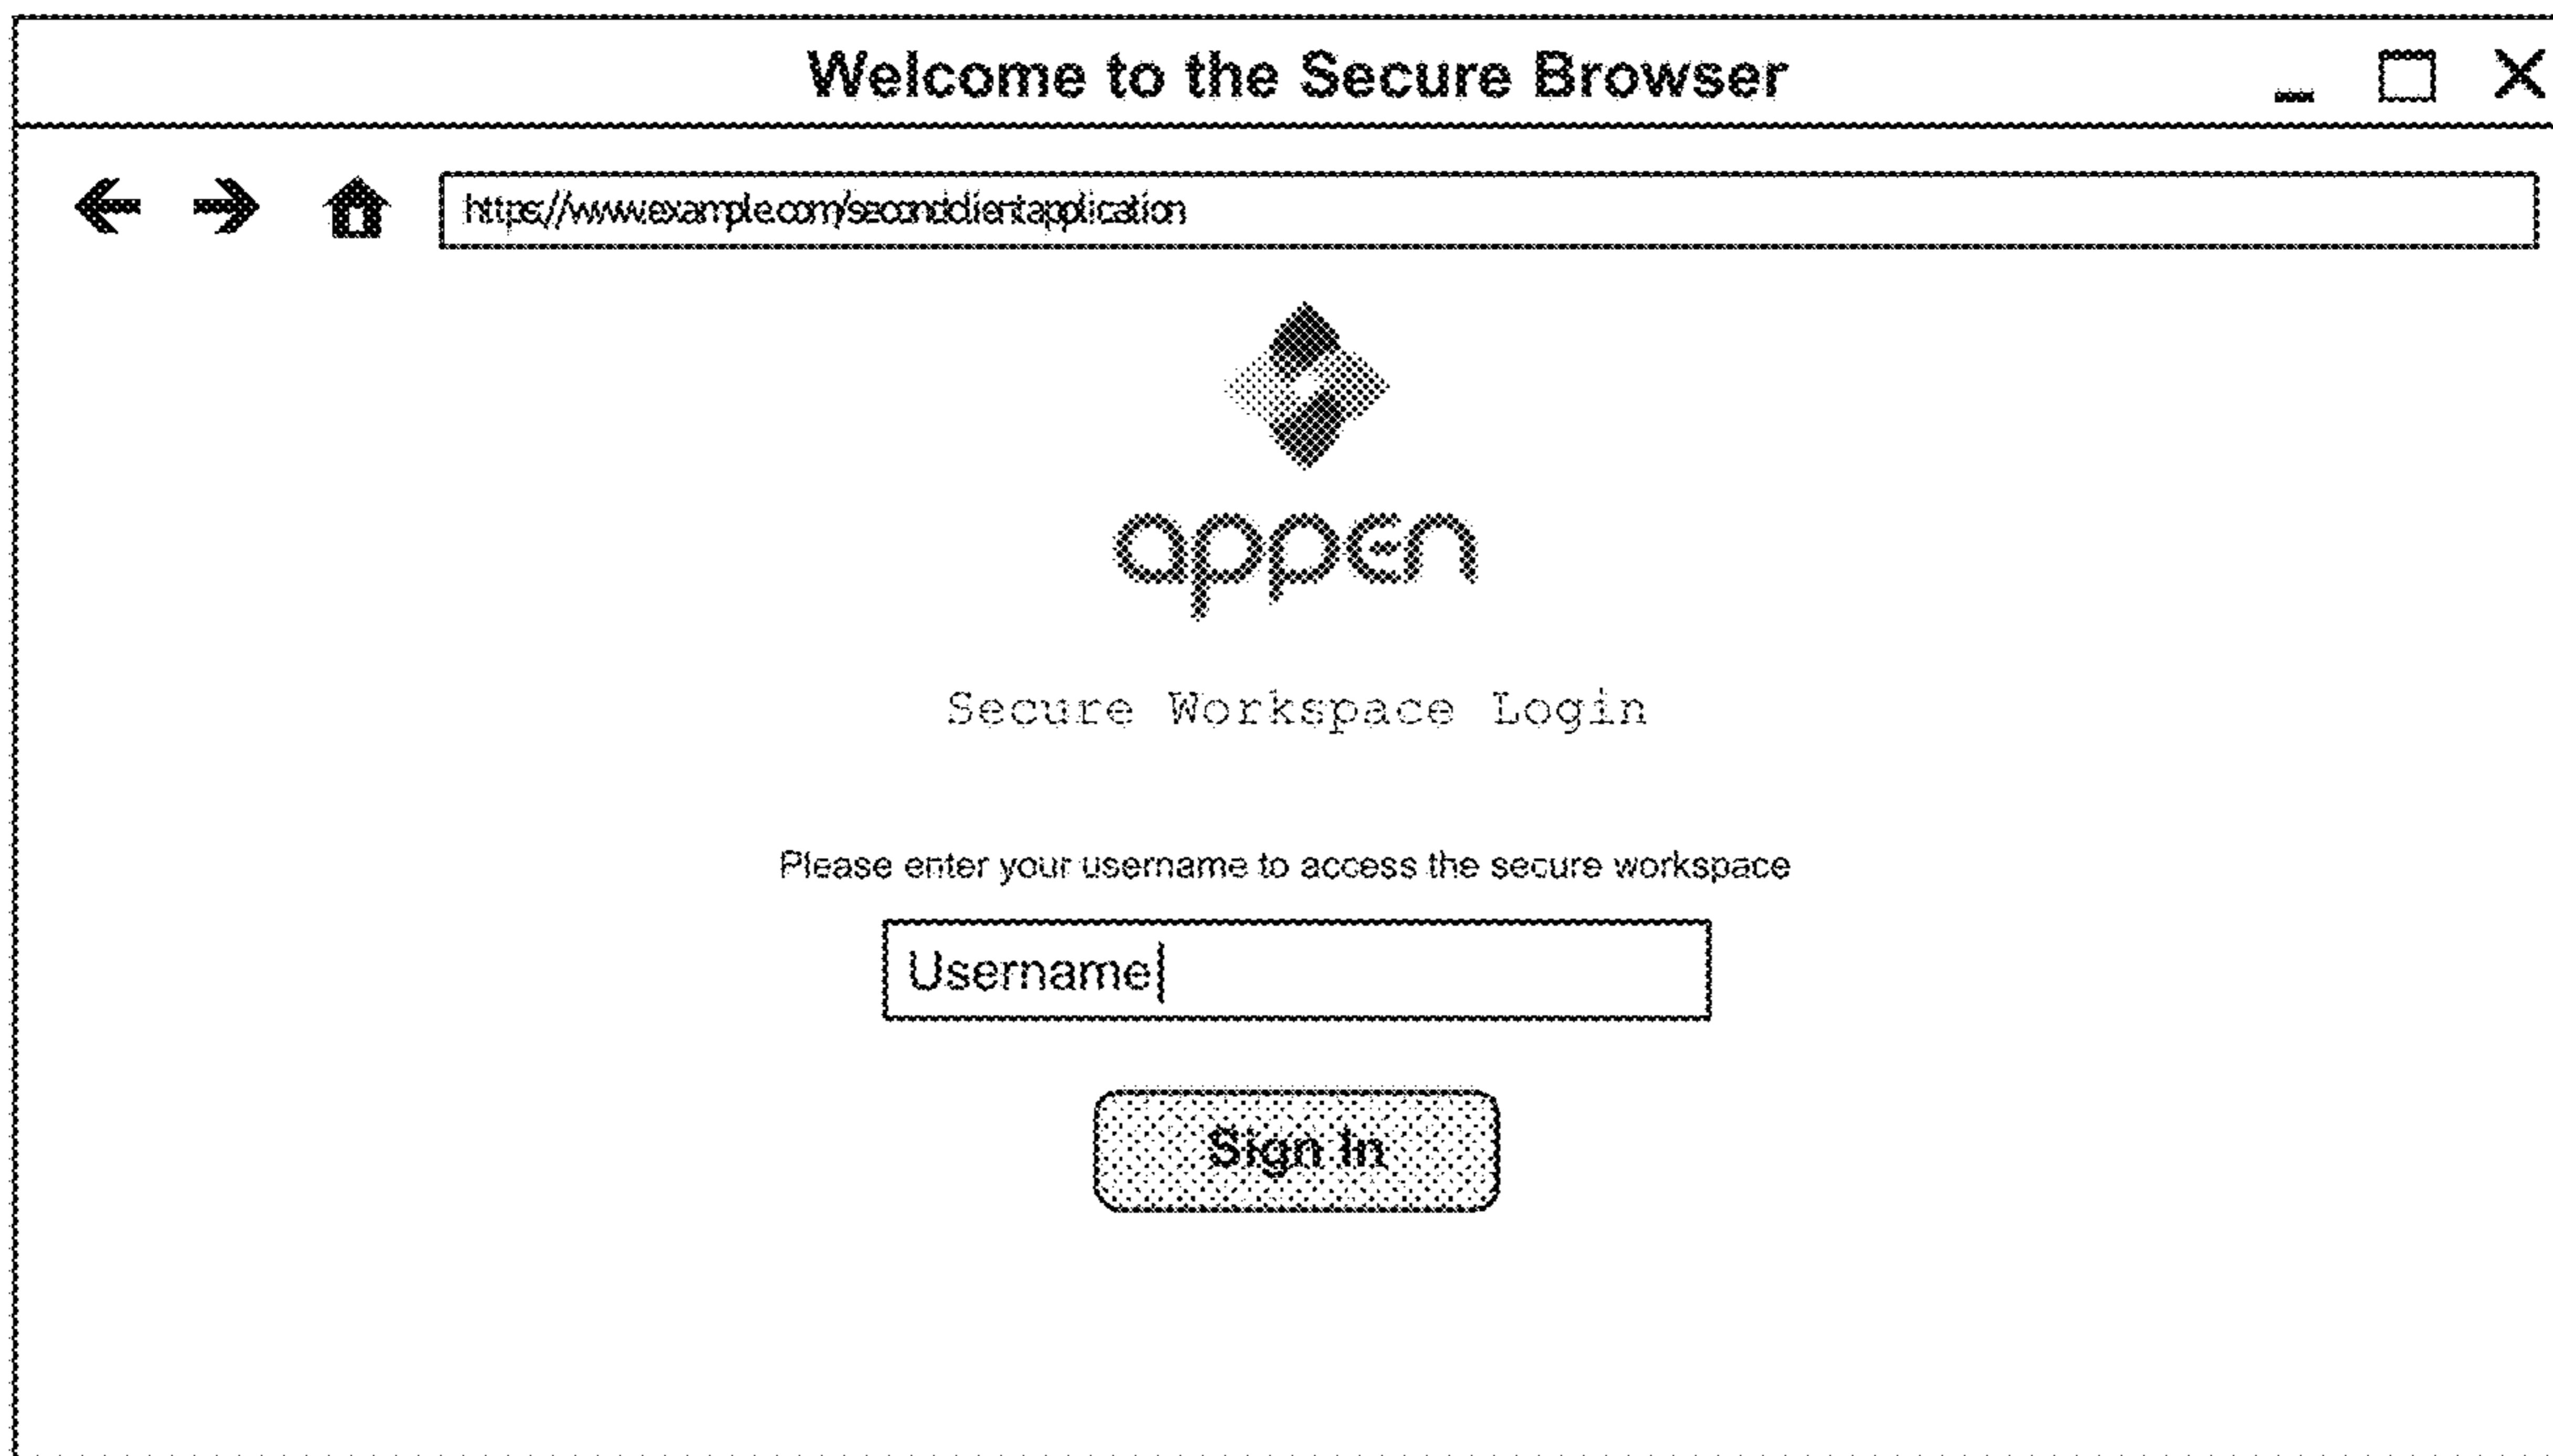 Welcome to the Secure Browser
https://www.example.com/secondclientapplication
appen
Secure Workspace Login
Please enter your username to access the secure workspace
Username
Sign In